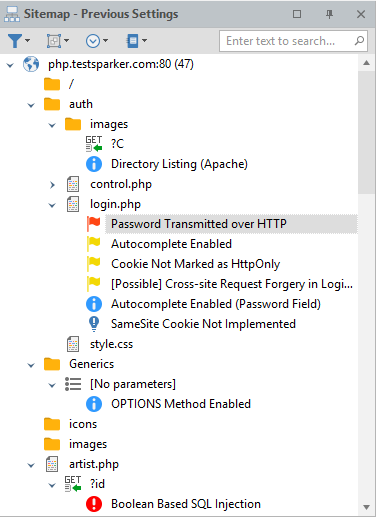 Sitemap - Previous Settings
Enter text to search...
php.testsparker.com:80 (47)
/
auth
images
GET ?C
Directory Listing (Apache)
control.php
login.php
Password Transmitted over HTTP
Autocomplete Enabled
Cookie Not Marked as HttpOnly
[Possible] Cross-site Request Forgery in Logi...
Autocomplete Enabled (Password Field)
SameSite Cookie Not Implemented
style.css
Generics
[No parameters]
OPTIONS Method Enabled
icons
images
artist.php
GET ?id
Boolean Based SQL Injection